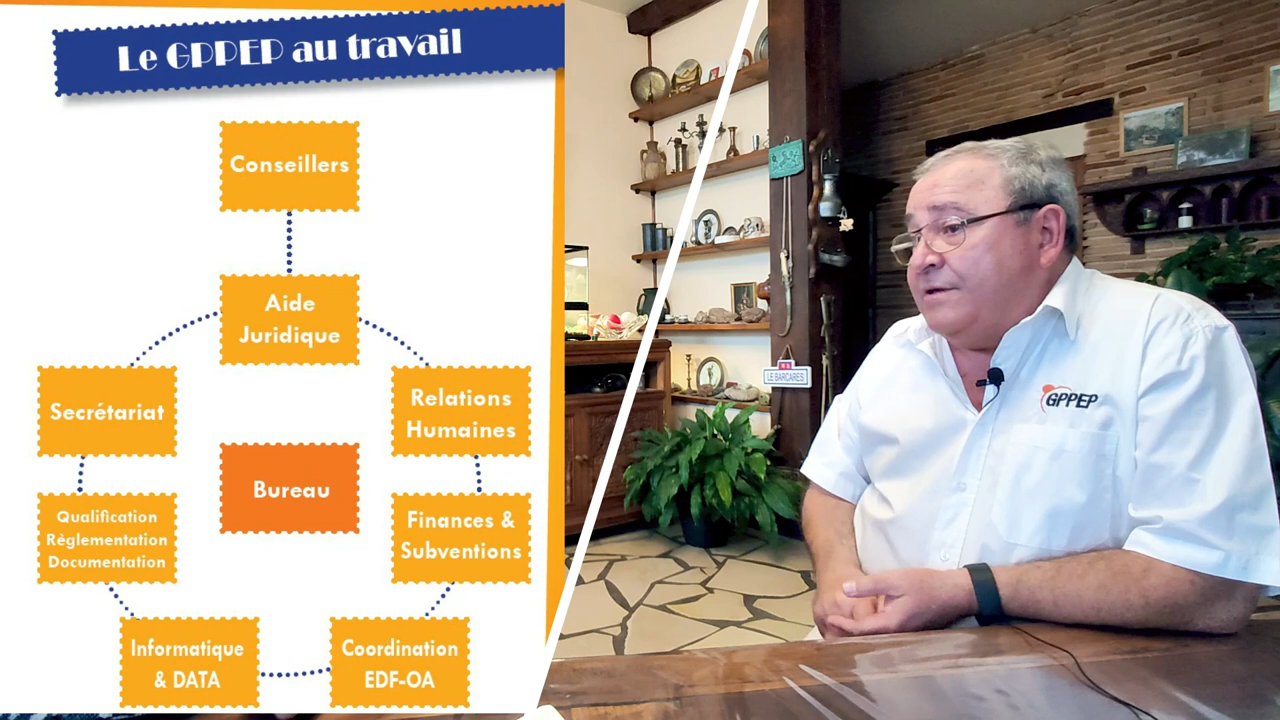 Le GPPEP au travail
Conseillers
Aide
Juridique
Secrétariat
Relations
Humaines
Bureau
Qualification
Règlementation
Documentation
Finances &
Subventions
Informatique
& DATA
Coordination
EDF-OA
LE BARCARES
GPPEP